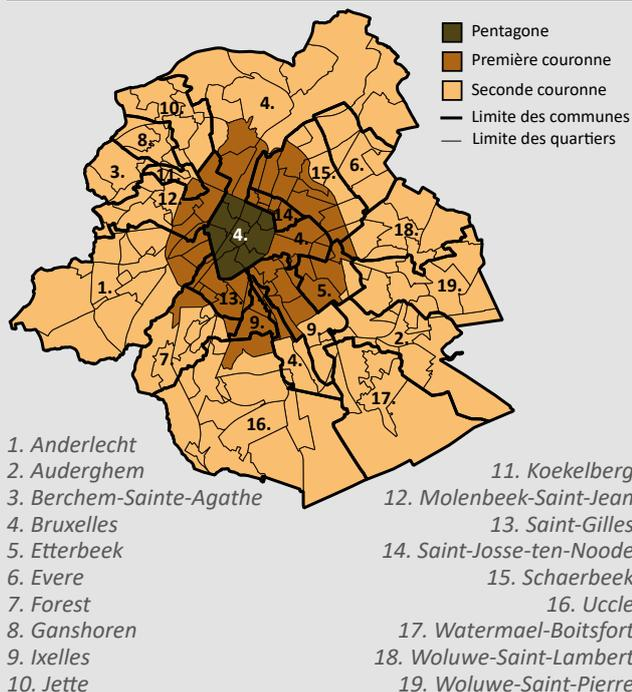 Pentagone
Première couronne
Seconde couronne
Limite des communes
Limite des quartiers
10.
4.
8.
15.
6.
3.
11.
12.
14.
18.
4.
4.
1.
19.
5.
13.
9.
9.
2.
7.
4.
17.
16.
1. Anderlecht
2. Auderghem
3. Berchem-Sainte-Agathe
4. Bruxelles
5. Etterbeek
6. Evere
7. Forest
8. Ganshoren
9. Ixelles
10. Jette
11. Koekelberg
12. Molenbeek-Saint-Jean
13. Saint-Gilles
14. Saint-Josse-ten-Noode
15. Schaerbeek
16. Uccle
17. Watermael-Boitsfort
18. Woluwe-Saint-Lambert
19. Woluwe-Saint-Pierre